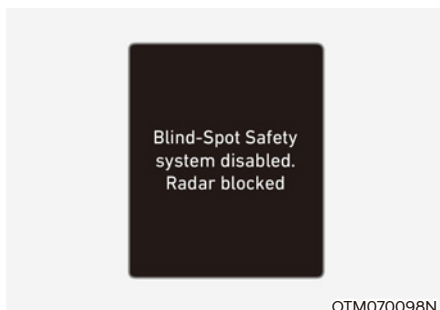 Blind-Spot Safety
system disabled.
Radar blocked
OTM070098N